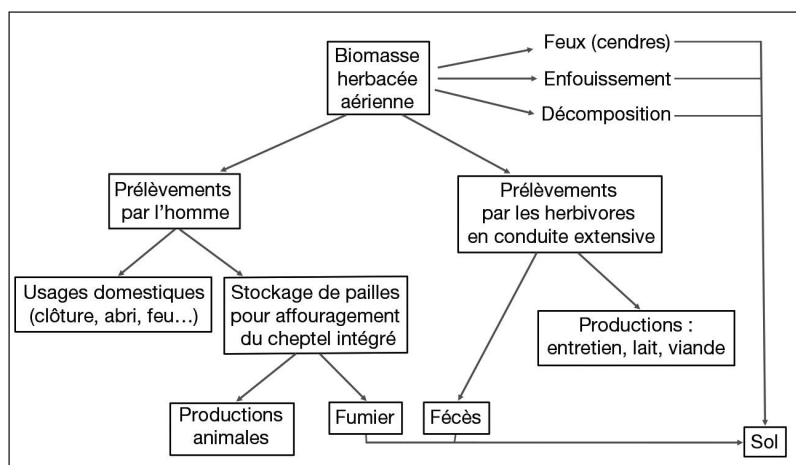 Biomasse
herbacée
aérienne
Feux (cendres)
Enfouissement
Décomposition
Prélèvements
par l'homme
Prélèvements
par les herbivores
en conduite extensive
Usages domestiques
(clôture, abri, feu...)
Stockage de pailles
pour affouragement
du cheptel intégré
Productions :
entretien, lait, viande
Productions
animales
Fumier
Fécès
Sol